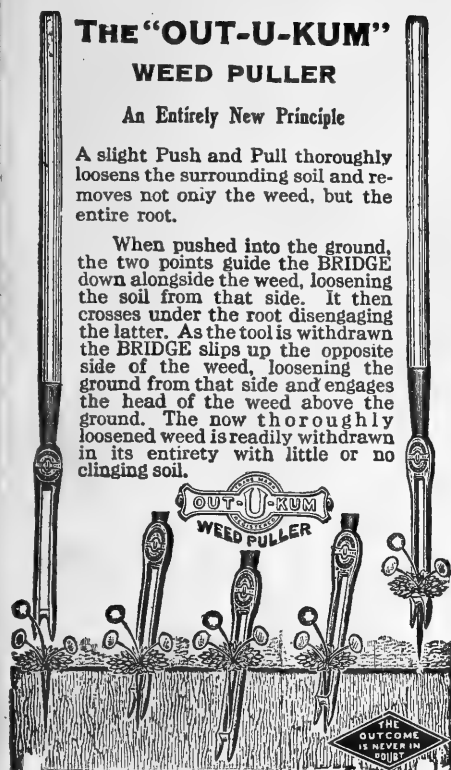 THE "OUT-U-KUM"
WEED PULLER
An Entirely New Principle
A slight Push and Pull thoroughly
loosens the surrounding soil and re-
moves not only the weed, but the
entire root.
When pushed into the ground,
the two points guide the BRIDGE
down alongside the weed, loosening
the soil from that side. It then
crosses under the root disengaging
the latter. As the tool is withdrawn
the BRIDGE slips up the opposite
side of the weed, loosening the
ground from that side and engages
the head of the weed above the
ground. The now thoroughly
loosened weed is readily withdrawn
in its entirety with little or no
clinging soil.
OUT-U-KUM
WEED PULLER
THE
OUTCOME
IS NEVER IN
DOUBT